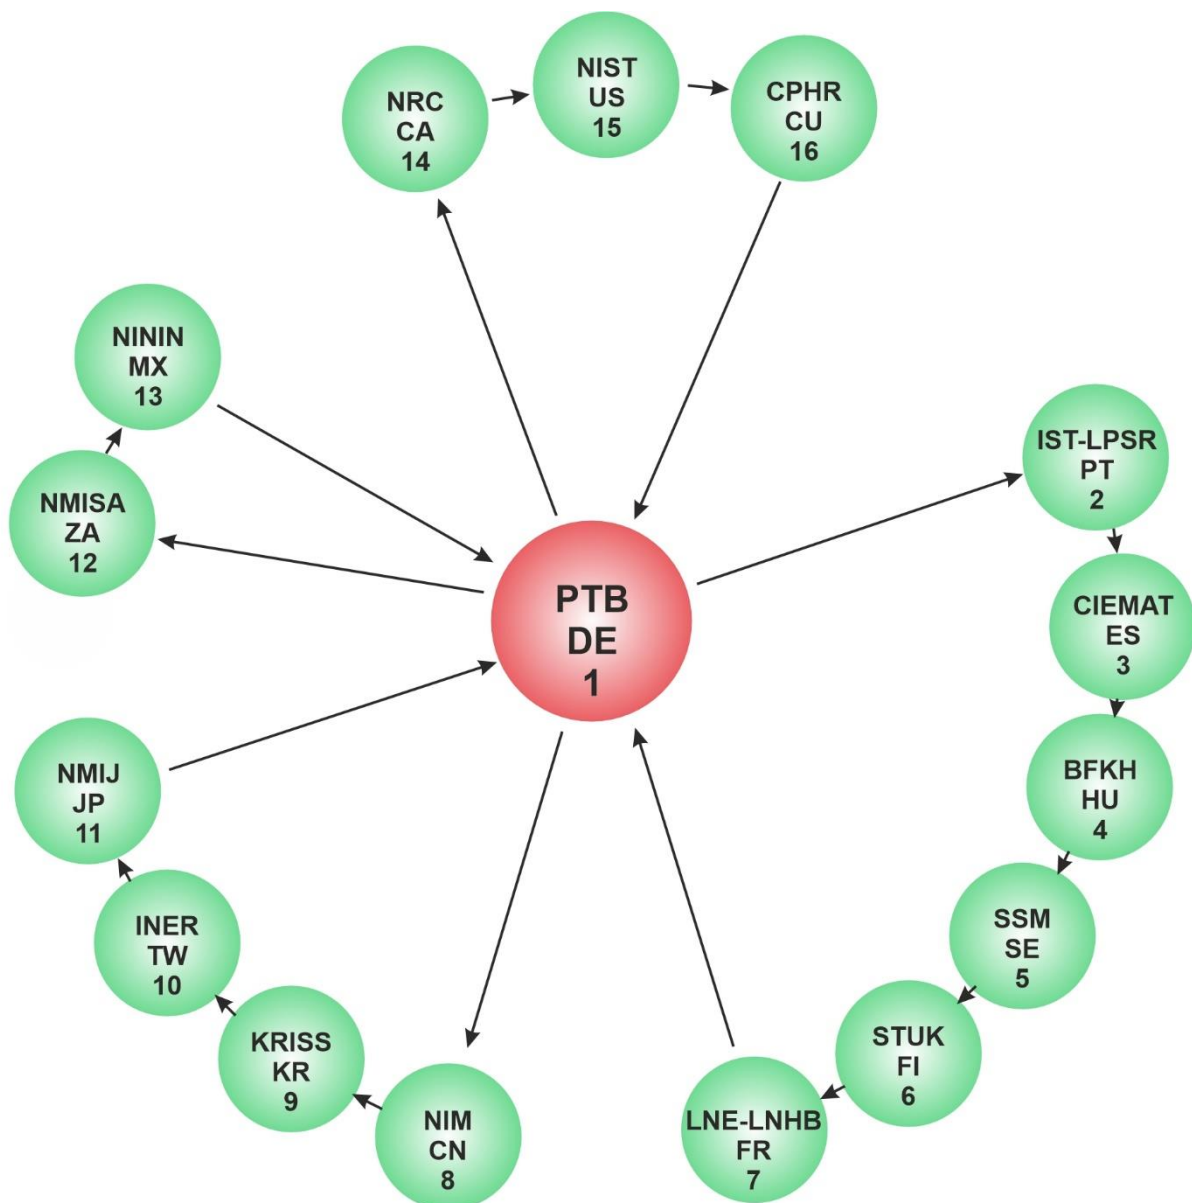 PTB
DE
1
IST-LPSR
PT
2
CIEMAT
ES
3
BFKH
HU
4
SSM
SE
5
STUK
FI
6
LNE-LNHB
FR
7
NIM
CN
8
KRISS
KR
9
INER
TW
10
NMIJ
JP
11
NMISA
ZA
12
NININ
MX
13
NRC
CA
14
NIST
US
15
CPHR
CU
16